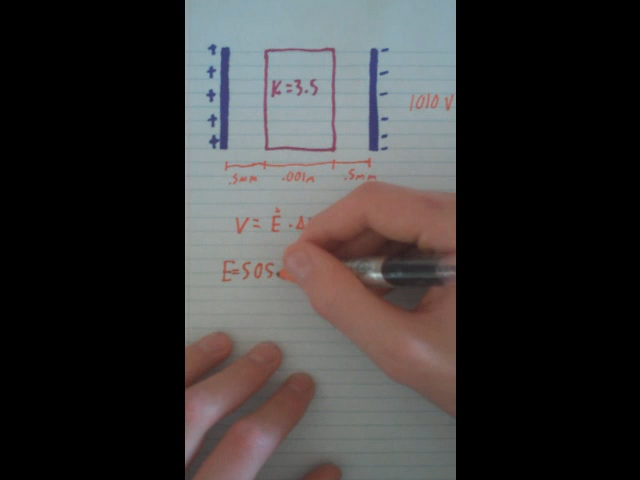 + -
+ K=3.5 -
+ - 1010 V
+ -
+ -
.5mm .001m .5mm
V = E⃗ · Δ
E=505